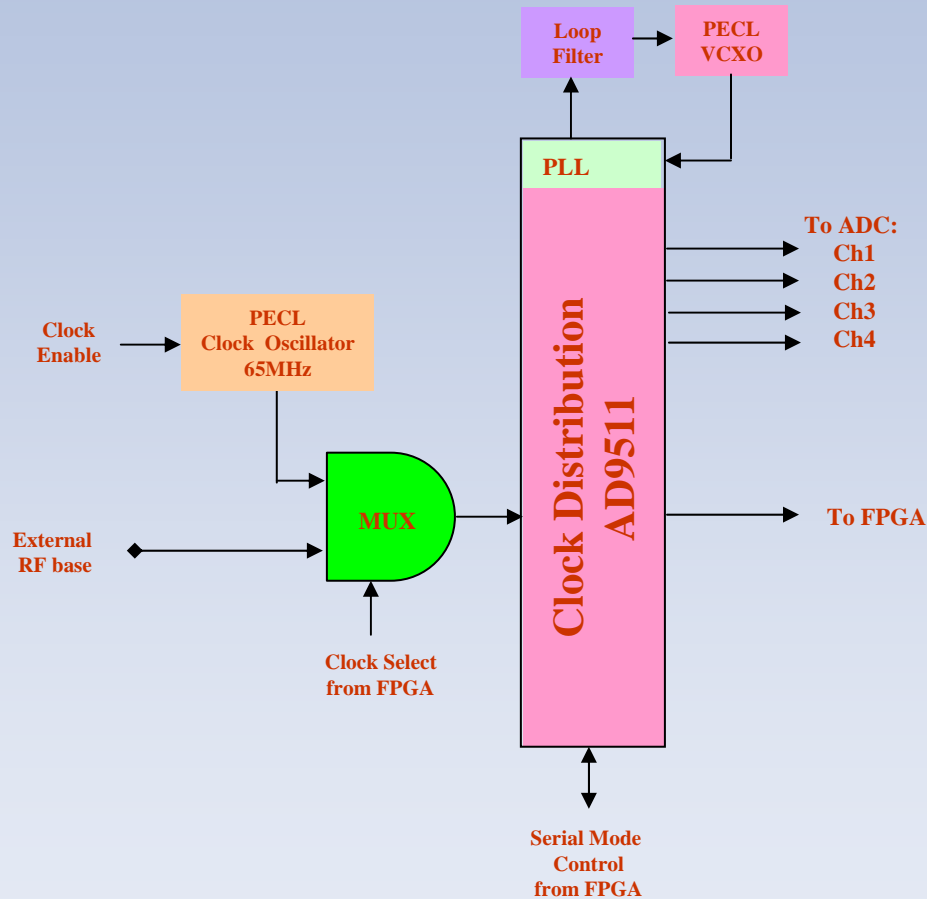 Loop
Filter
PECL
VCXO
PLL
To ADC:
Ch1
Ch2
Ch3
Ch4
PECL
Clock Oscillator
65MHz
Clock
Enable
Clock Distribution
AD9511
MUX
To FPGA
External
RF base
Clock Select
from FPGA
Serial Mode
Control
from FPGA